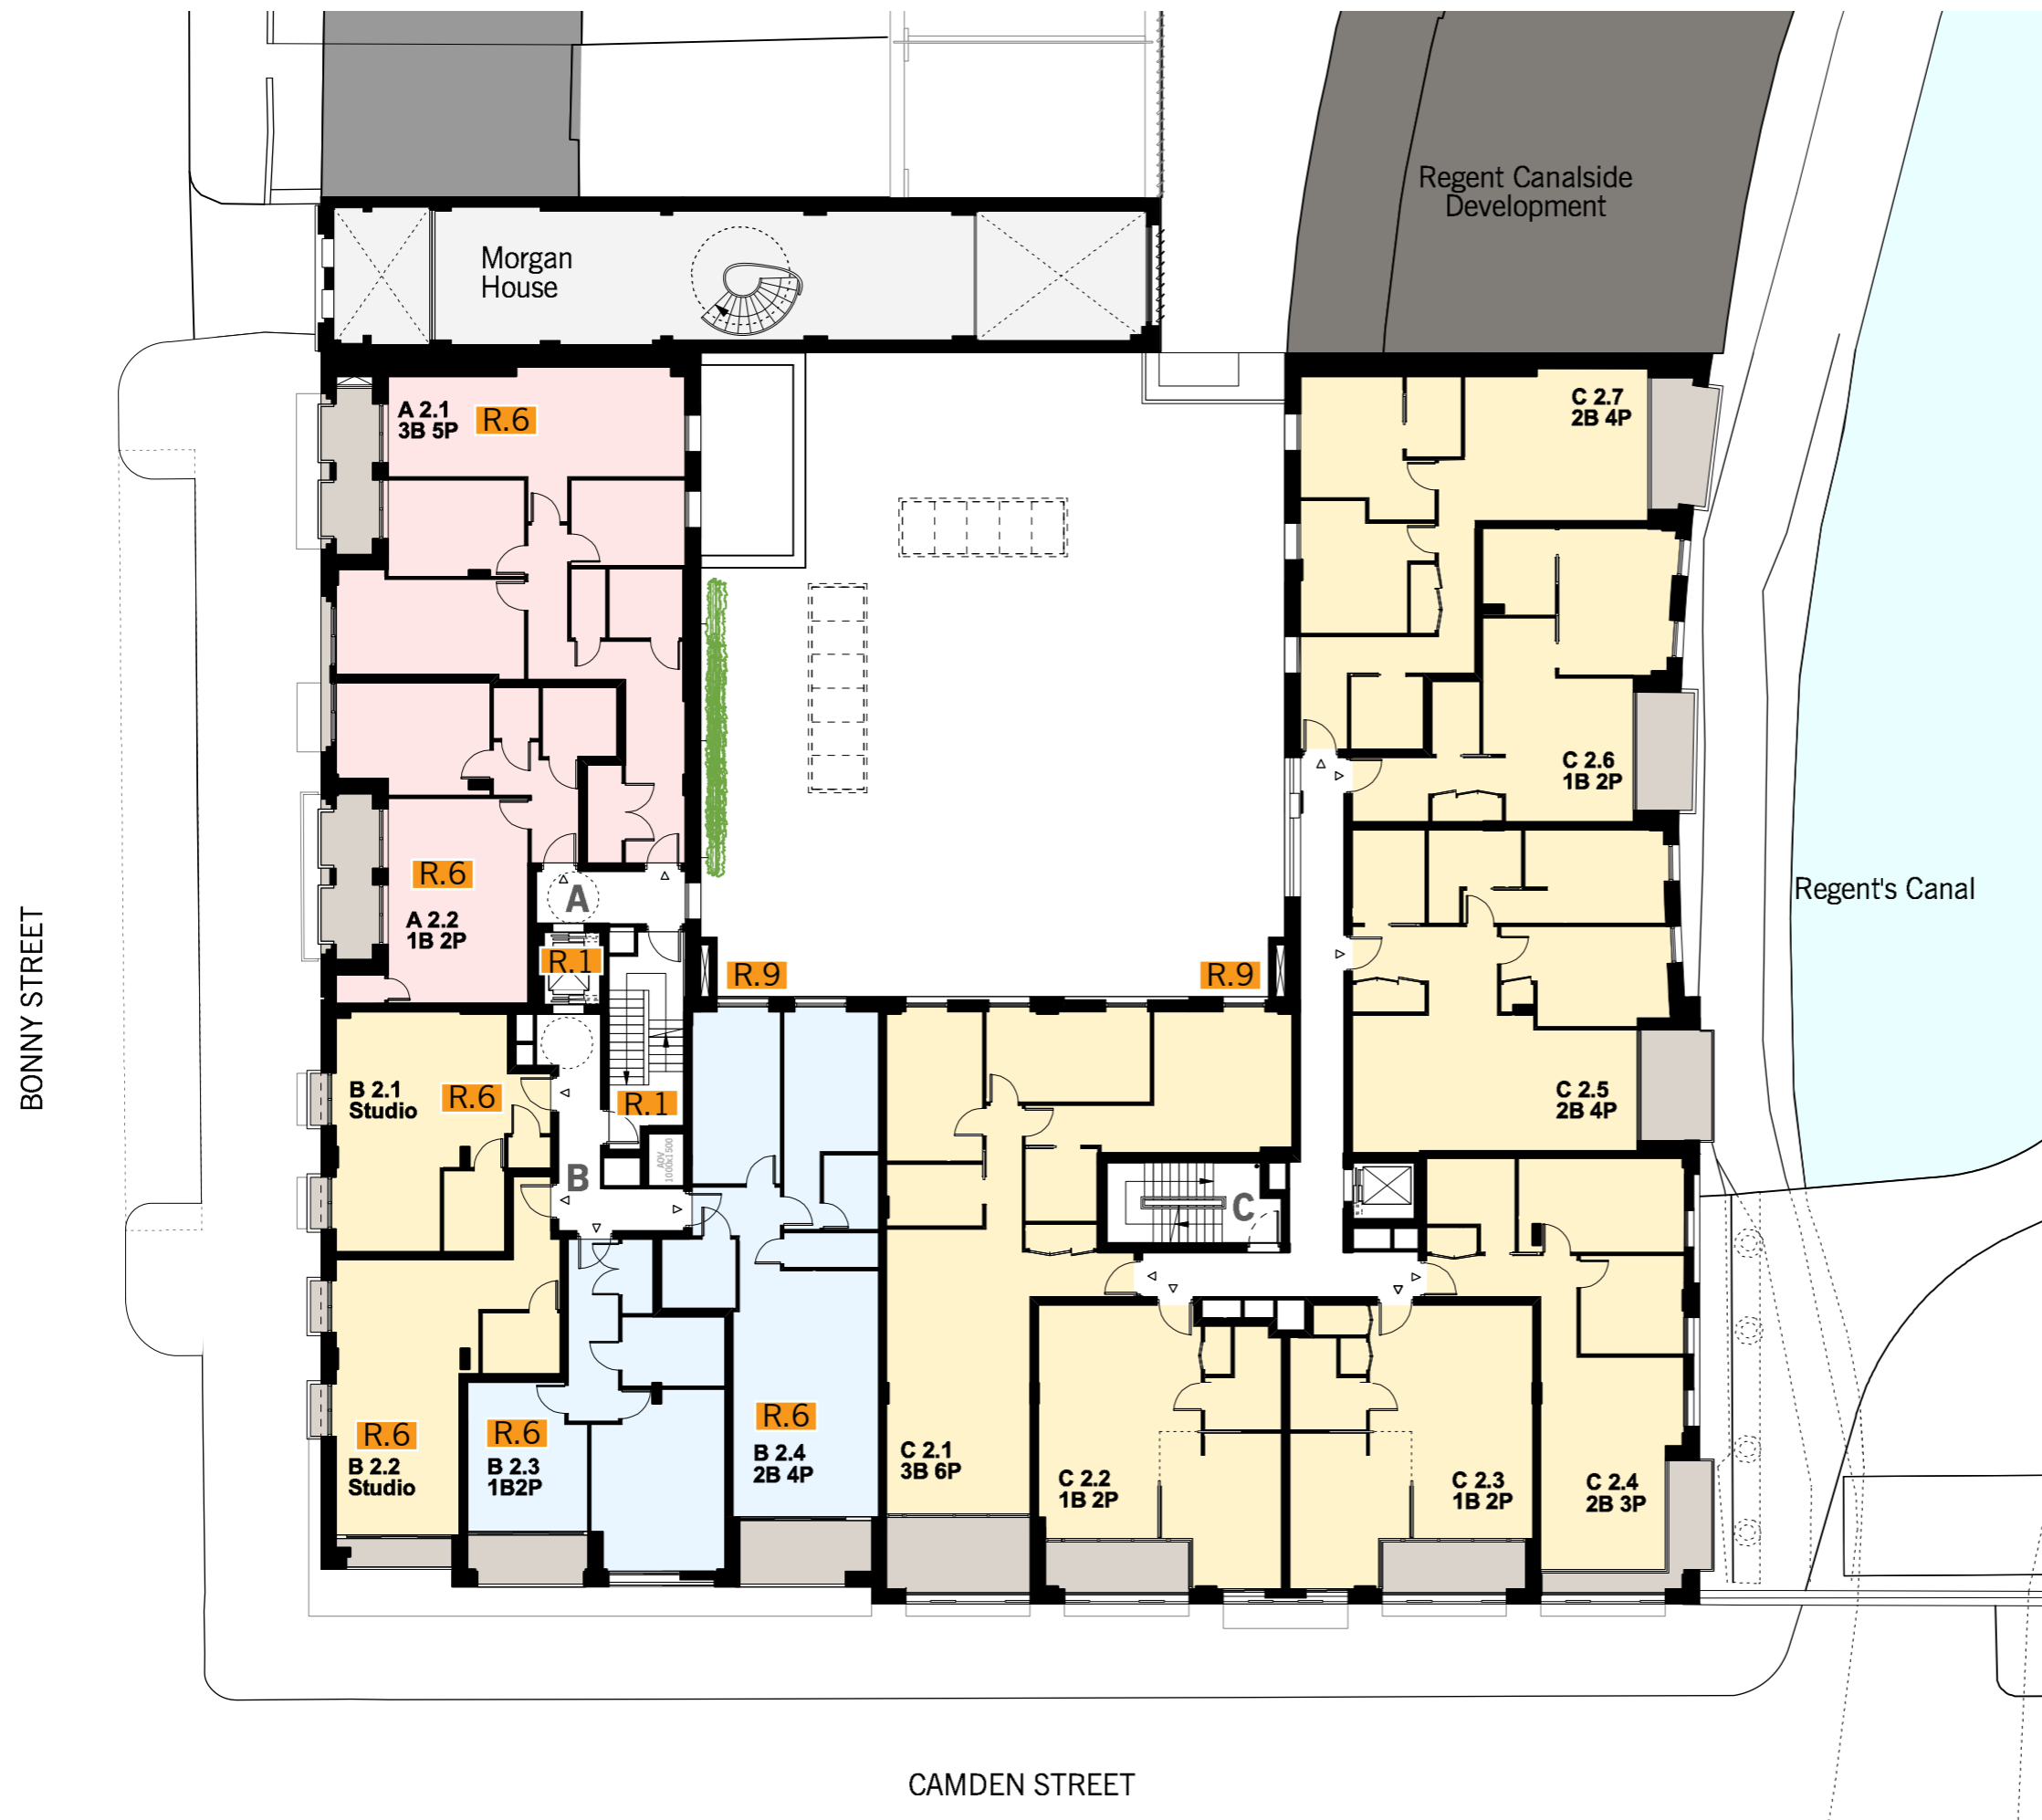 Regent Canalside
Development
Morgan
House
A 2.1
3B 5P
R.6
C 2.7
2B 4P
C 2.6
1B 2P
R.6
A 2.2
1B 2P
A
R.1
R.9
R.9
Regent's Canal
BONNY STREET
B 2.1
Studio
R.6
R.1
AOV
1000x1500
B
C 2.5
2B 4P
C
R.6
B 2.2
Studio
R.6
B 2.3
1B2P
R.6
B 2.4
2B 4P
C 2.1
3B 6P
C 2.2
1B 2P
C 2.3
1B 2P
C 2.4
2B 3P
CAMDEN STREET